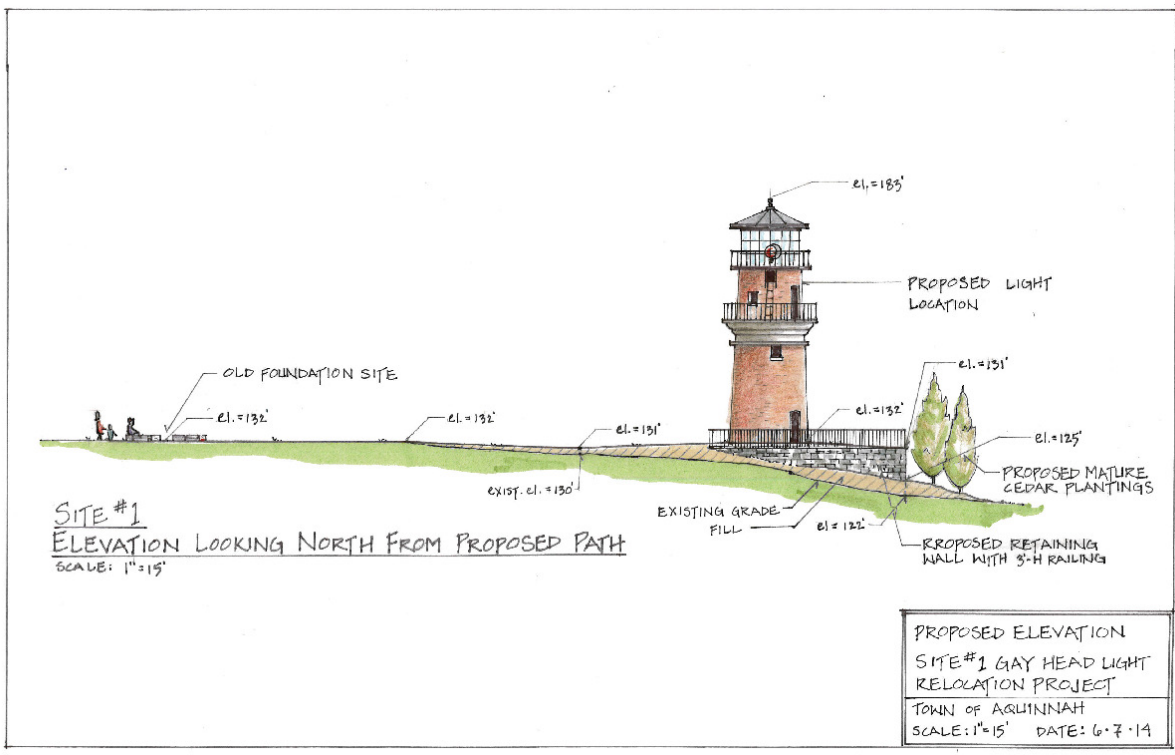 el.=183'
PROPOSED LIGHT
LOCATION
OLD FOUNDATION SITE
el.=132'
el.=132'
el.=131'
exist. el.=130'
el.=132'
el.=131'
el.=125'
PROPOSED MATURE
CEDAR PLANTINGS
EXISTING GRADE
FILL
el=122'
RROPOSED RETAINING
WALL WITH 3'-H RAILING
SITE #1
ELEVATION LOOKING NORTH FROM PROPOSED PATH
SCALE: 1"=15'
PROPOSED ELEVATION
SITE #1 GAY HEAD LIGHT
RELOCATION PROJECT
TOWN OF AQUINNAH
SCALE: 1"=15' DATE: 6.7.14